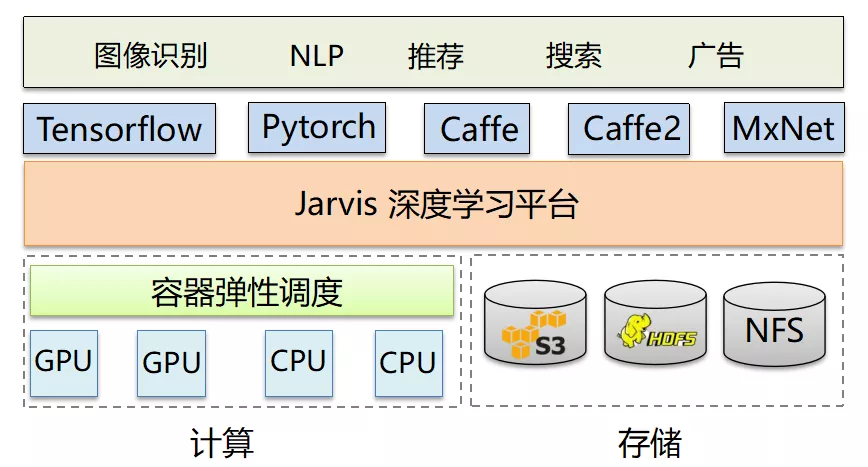 图像识别 NLP 推荐 搜索 广告
Tensorflow Pytorch Caffe Caffe2 MxNet
Jarvis 深度学习平台
容器弹性调度
GPU GPU CPU CPU
S3 HDFS NFS
计算 存储